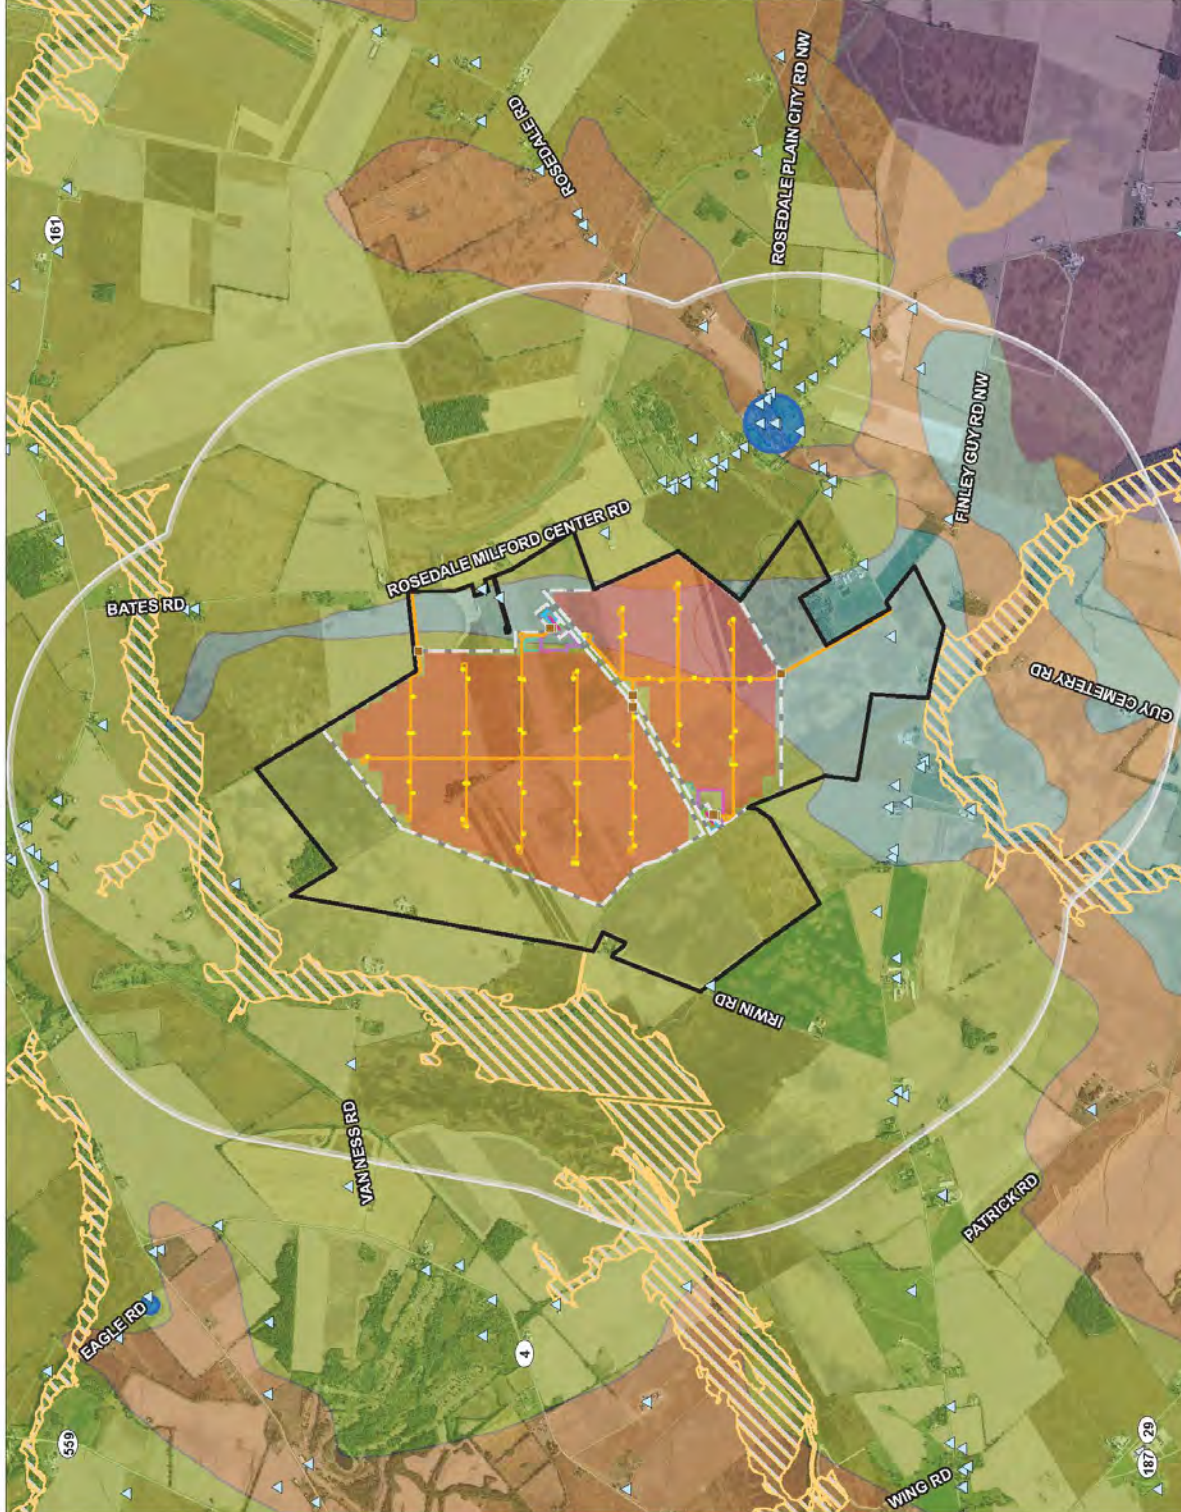 161
ROSEDALE RD
ROSEDALE PLAIN CITY RD NW
FINLEY GUY RD NW
ROSEDALE MILFORD CENTER RD
BATES RD
GUY CEMETERY RD
IRWIN RD
VAN NESS RD
PATRICK RD
EAGLE RD
4
559
29
187
WING RD